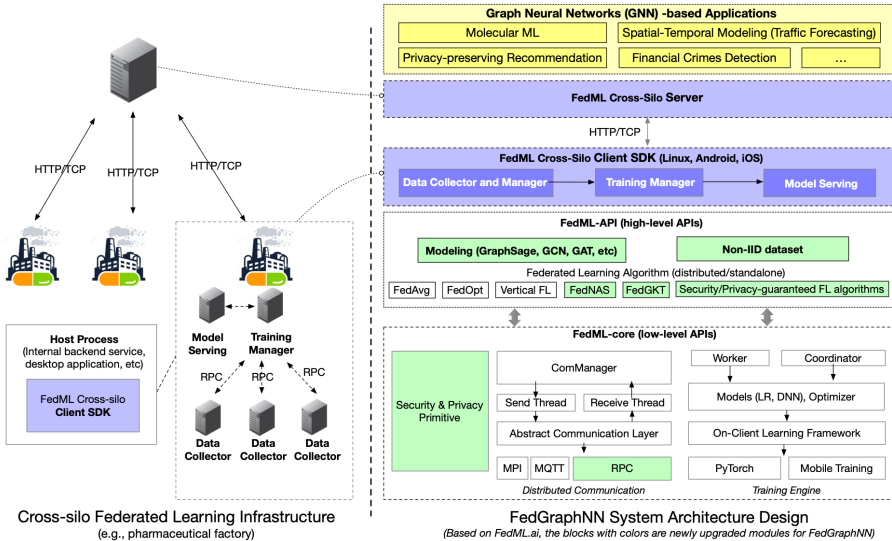 HTTP/TCP
HTTP/TCP
HTTP/TCP
Host Process
(Internal backend service,
desktop application, etc)
FedML Cross-silo
Client SDK
Model
Serving
Training
Manager
RPC
RPC
RPC
Data
Collector
Data
Collector
Data
Collector
Cross-silo Federated Learning Infrastructure
(e.g., pharmaceutical factory)
Graph Neural Networks (GNN) -based Applications
Molecular ML
Spatial-Temporal Modeling (Traffic Forecasting)
Privacy-preserving Recommendation
Financial Crimes Detection
...
FedML Cross-Silo Server
HTTP/TCP
FedML Cross-Silo Client SDK (Linux, Android, iOS)
Data Collector and Manager
Training Manager
Model Serving
FedML-API (high-level APIs)
Modeling (GraphSage, GCN, GAT, etc)
Non-IID dataset
Federated Learning Algorithm (distributed/standalone)
FedAvg
FedOpt
Vertical FL
FedNAS
FedGKT
Security/Privacy-guaranteed FL algorithms
FedML-core (low-level APIs)
Security & Privacy
Primitive
ComManager
Send Thread
Receive Thread
Abstract Communication Layer
MPI
MQTT
RPC
Distributed Communication
Worker
Coordinator
Models (LR, DNN), Optimizer
On-Client Learning Framework
PyTorch
Mobile Training
Training Engine
FedGraphNN System Architecture Design
(Based on FedML.ai, the blocks with colors are newly upgraded modules for FedGraphNN)